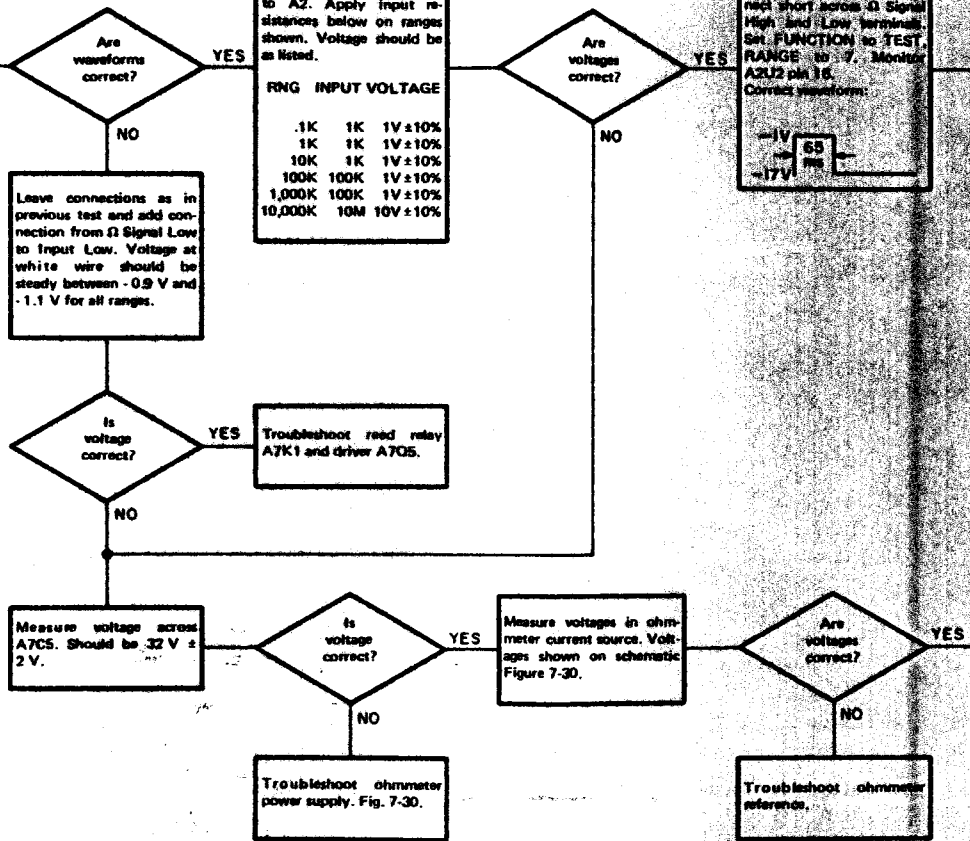 Are
waveforms
correct?
YES
NO
to A2. Apply input re-
sistances below on ranges
shown. Voltage should be
as listed.
RNG INPUT VOLTAGE
.1K 1K 1V ±10%
1K 1K 1V ±10%
10K 1K 1V ±10%
100K 100K 1V ±10%
1,000K 100K 1V ±10%
10,000K 10M 10V ±10%
Are
voltages
correct?
YES
NO
nect short across Ω Signal
High and Low terminals.
Set FUNCTION to TEST,
RANGE to 7. Monitor
A2U2 pin 16.
Correct waveform:
-1V
65
ms
-17V
Leave connections as in
previous test and add con-
nection from Ω Signal Low
to Input Low. Voltage at
white wire should be
steady between - 0.9 V and
- 1.1 V for all ranges.
Is
voltage
correct?
YES
NO
Troubleshoot reed relay
A7K1 and driver A7Q5.
Measure voltage across
A7C5. Should be 32 V ±
2 V.
Is
voltage
correct?
YES
NO
Measure voltages in ohm-
meter current source. Volt-
ages shown on schematic
Figure 7-30.
Are
voltages
correct?
YES
NO
Troubleshoot ohmmeter
power supply. Fig. 7-30.
Troubleshoot ohmmeter
reference.